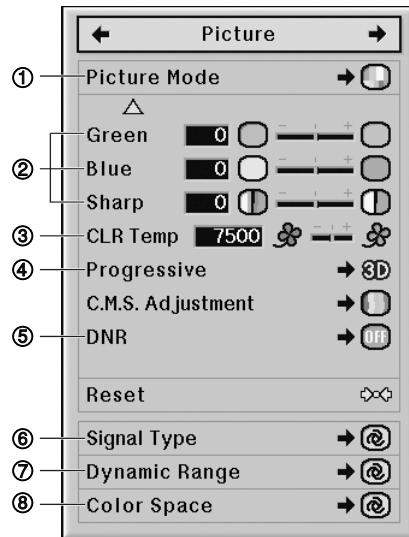 Picture
① Picture Mode
Green 0
② Blue 0
Sharp 0
③ CLR Temp 7500
④ Progressive 3D
C.M.S. Adjustment
⑤ DNR OFF
Reset
⑥ Signal Type
⑦ Dynamic Range
⑧ Color Space